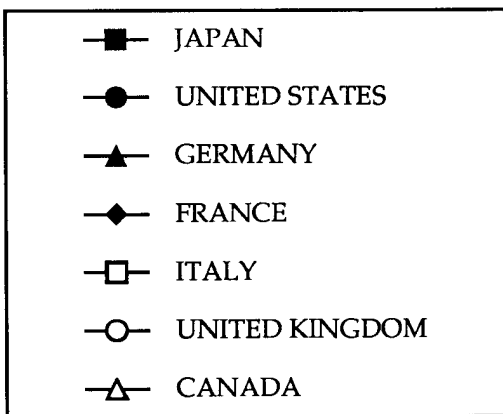 JAPAN
UNITED STATES
GERMANY
FRANCE
ITALY
UNITED KINGDOM
CANADA